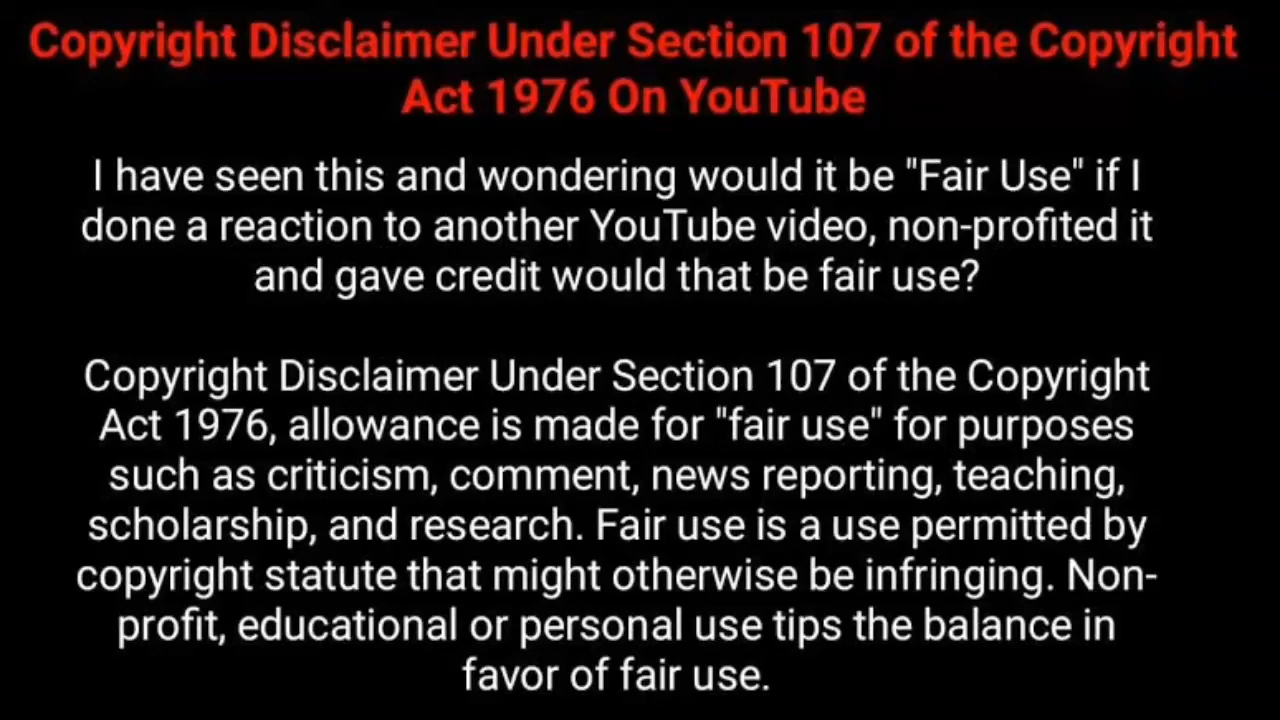 Copyright Disclaimer Under Section 107 of the Copyright
Act 1976 On YouTube
I have seen this and wondering would it be "Fair Use" if I
done a reaction to another YouTube video, non-profited it
and gave credit would that be fair use?
Copyright Disclaimer Under Section 107 of the Copyright
Act 1976, allowance is made for "fair use" for purposes
such as criticism, comment, news reporting, teaching,
scholarship, and research. Fair use is a use permitted by
copyright statute that might otherwise be infringing. Non-
profit, educational or personal use tips the balance in
favor of fair use.